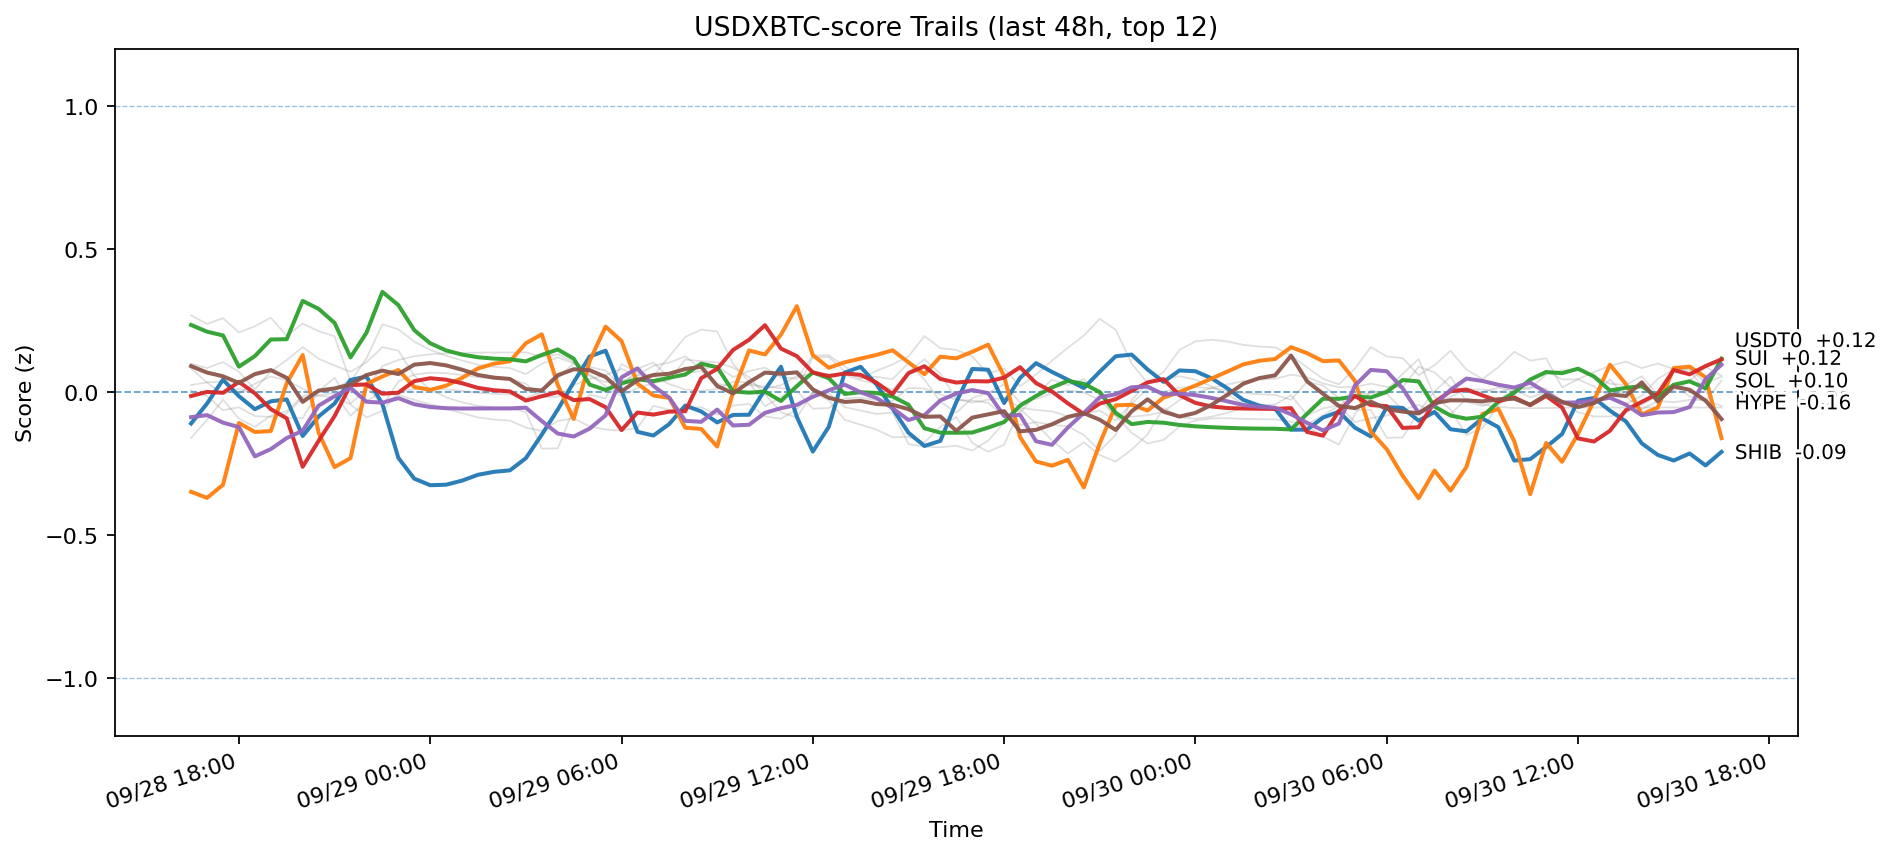 USDXBTC-score Trails (last 48h, top 12)
Score (z)
1.0
0.5
0.0
−0.5
−1.0
USDT0 +0.12
SUI +0.12
SOL +0.10
HYPE -0.16
SHIB -0.09
09/28 18:00
09/29 00:00
09/29 06:00
09/29 12:00
09/29 18:00
09/30 00:00
09/30 06:00
09/30 12:00
09/30 18:00
Time